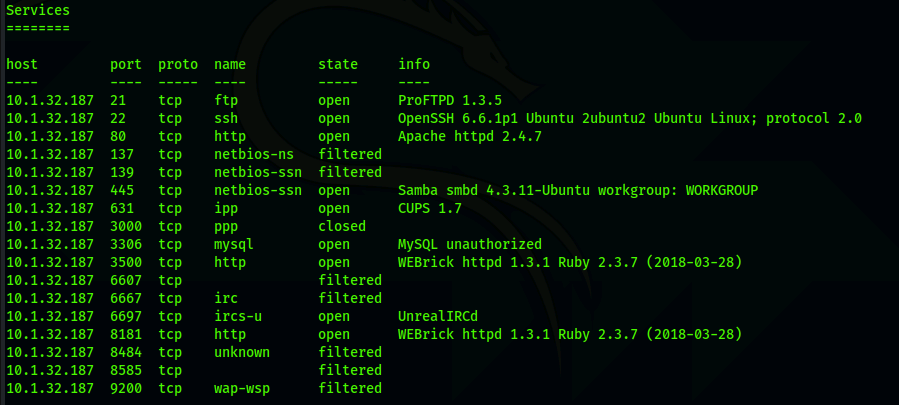 Services
========
host port proto name state info
---- ---- ----- ---- ----- ----
10.1.32.187 21 tcp ftp open ProFTPD 1.3.5
10.1.32.187 22 tcp ssh open OpenSSH 6.6.1p1 Ubuntu 2ubuntu2 Ubuntu Linux; protocol 2.0
10.1.32.187 80 tcp http open Apache httpd 2.4.7
10.1.32.187 137 tcp netbios-ns filtered
10.1.32.187 139 tcp netbios-ssn filtered
10.1.32.187 445 tcp netbios-ssn open Samba smbd 4.3.11-Ubuntu workgroup: WORKGROUP
10.1.32.187 631 tcp ipp open CUPS 1.7
10.1.32.187 3000 tcp ppp closed
10.1.32.187 3306 tcp mysql open MySQL unauthorized
10.1.32.187 3500 tcp http open WEBrick httpd 1.3.1 Ruby 2.3.7 (2018-03-28)
10.1.32.187 6607 tcp filtered
10.1.32.187 6667 tcp irc filtered
10.1.32.187 6697 tcp ircs-u open UnrealIRCd
10.1.32.187 8181 tcp http open WEBrick httpd 1.3.1 Ruby 2.3.7 (2018-03-28)
10.1.32.187 8484 tcp unknown filtered
10.1.32.187 8585 tcp filtered
10.1.32.187 9200 tcp wap-wsp filtered